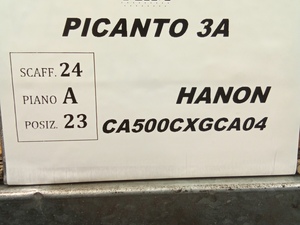 PICANTO 3A
SCAFF. 24
PIANO A
POSIZ. 23
HANON
CA500CXGCA04